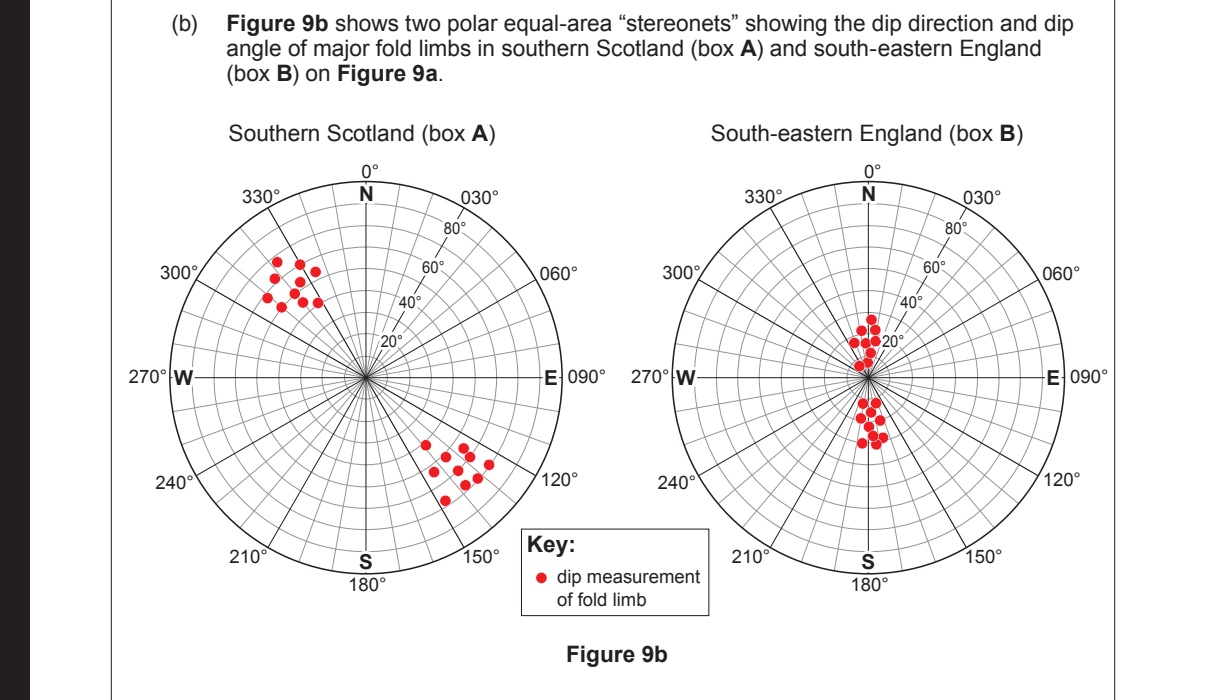 (b) Figure 9b shows two polar equal-area “stereonets” showing the dip direction and dip
angle of major fold limbs in southern Scotland (box A) and south-eastern England
(box B) on Figure 9a.
Southern Scotland (box A)
0°
N
330°
030°
80°
300°
60°
060°
40°
20°
270°
W
E
090°
240°
120°
210°
S
150°
180°
South-eastern England (box B)
0°
N
330°
030°
80°
300°
60°
060°
40°
20°
270°
W
E
090°
240°
120°
210°
S
150°
180°
Key:
dip measurement
of fold limb
Figure 9b